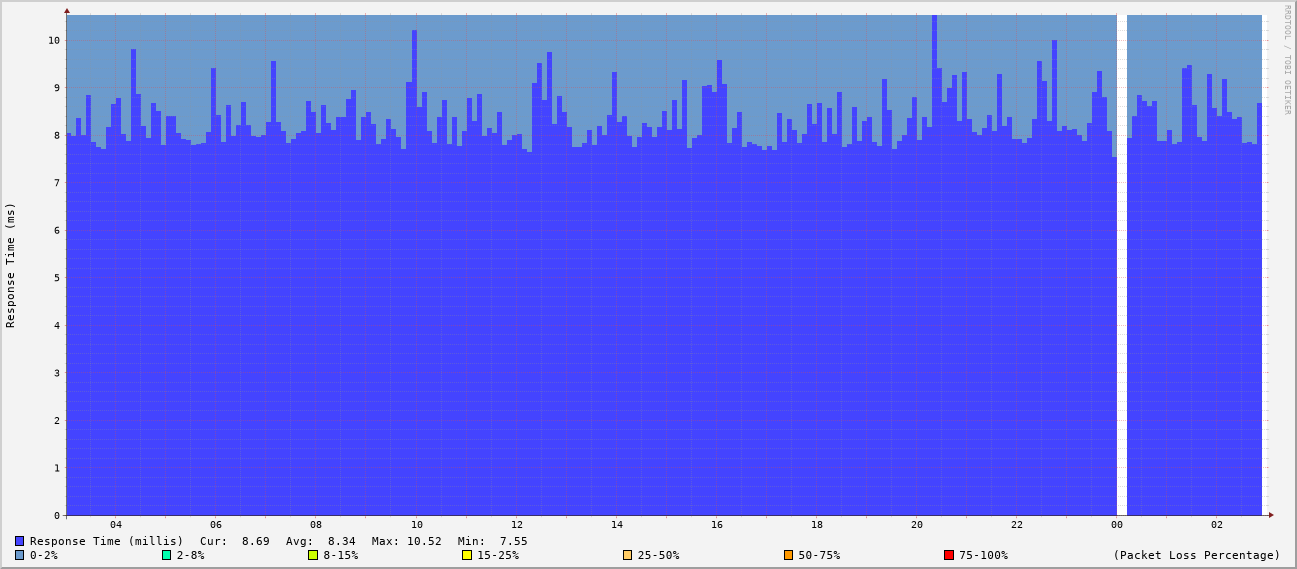 RRDTOOL / TOBI OETIKER
Response Time (ms)
10
9
8
7
6
5
4
3
2
1
0
04 06 08 10 12 14 16 18 20 22 00 02
Response Time (millis) Cur: 8.69 Avg: 8.34 Max: 10.52 Min: 7.55
0-2% 2-8% 8-15% 15-25% 25-50% 50-75% 75-100% (Packet Loss Percentage)